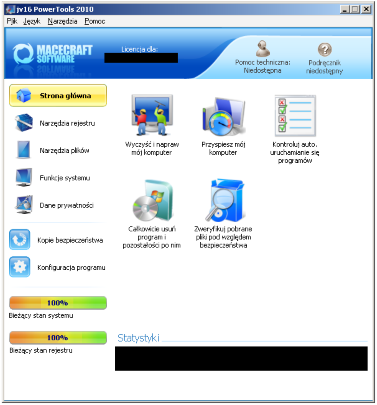 jv16 PowerTools 2010
Plik Język Narzędzia Pomoc
MACECRAFT
SOFTWARE
Licencja dla:
Pomoc techniczna:
Niedostępna
Podręcznik
niedostępny
Strona główna
Narzędzia rejestru
Narzędzia plików
Funkcje systemu
Dane prywatności
Kopie bezpieczeństwa
Konfiguracja programu
100%
Bieżący stan systemu
100%
Bieżący stan rejestru
Wyczyść i napraw
mój komputer
Przyspiesz mój
komputer
Kontroluj auto.
uruchamianie się
programów
Całkowicie usuń
program i
pozostałości po nim
Zweryfikuj pobrane
pliki pod względem
bezpieczeństwa
Statystyki